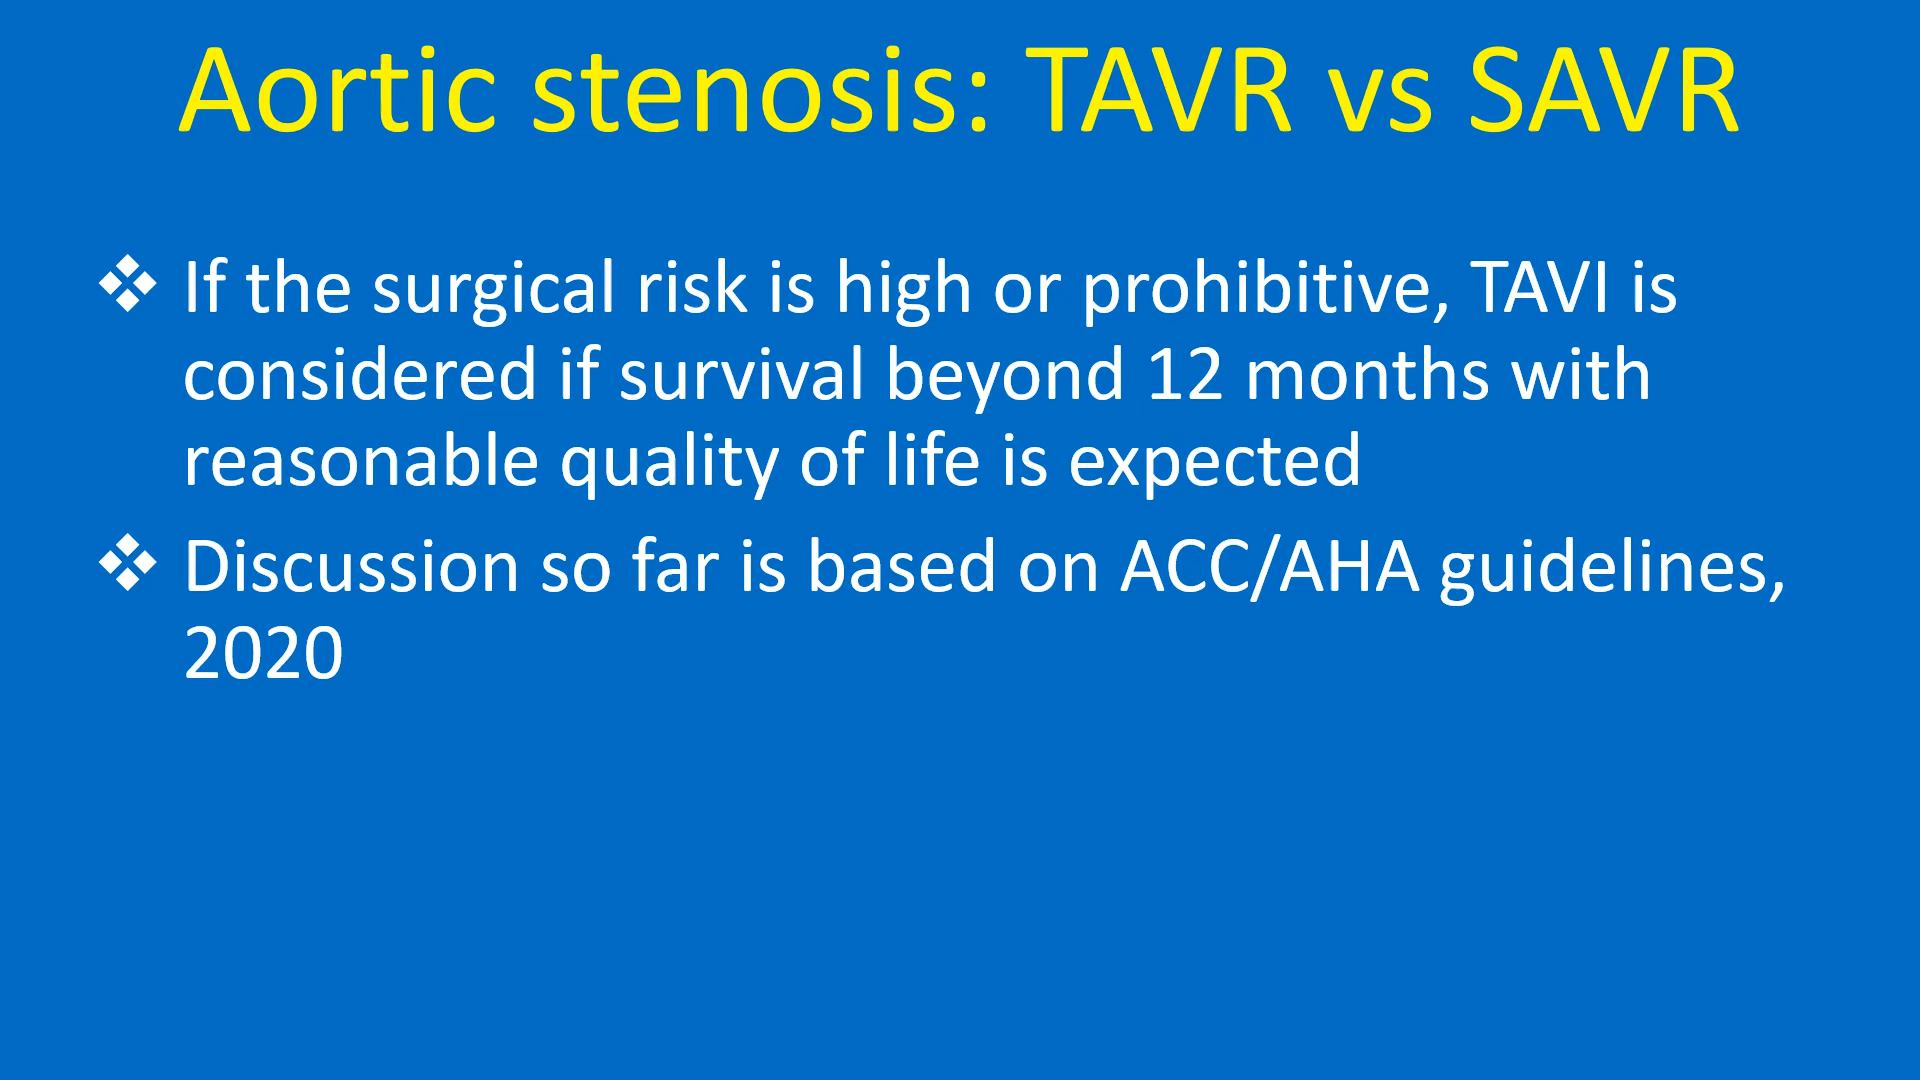 Aortic stenosis: TAVR vs SAVR
❖ If the surgical risk is high or prohibitive, TAVI is
considered if survival beyond 12 months with
reasonable quality of life is expected
❖ Discussion so far is based on ACC/AHA guidelines,
2020